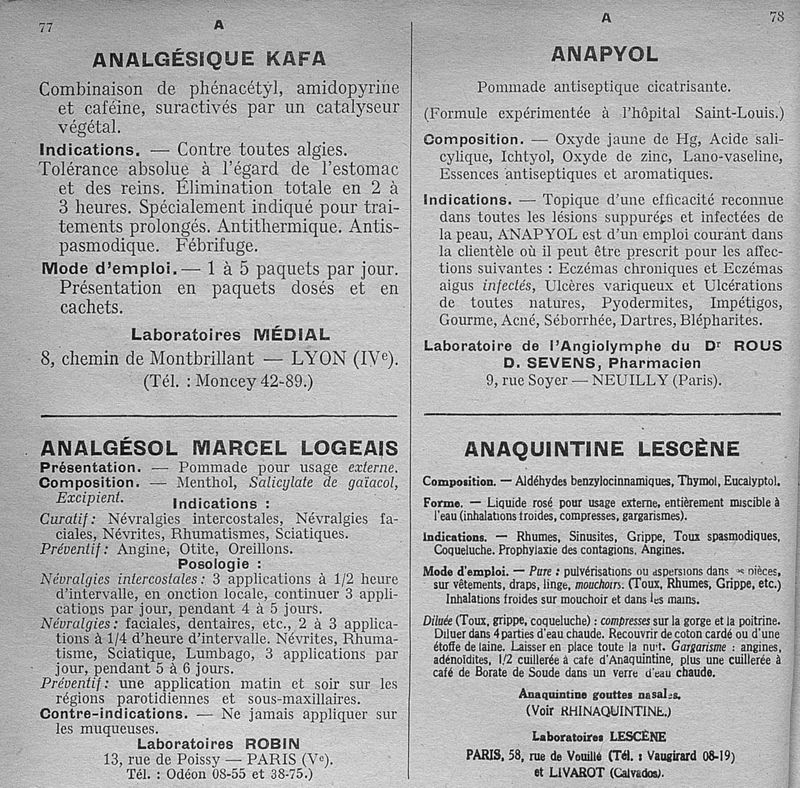 77
A
ANALGÉSIQUE KAFA
Combinaison de phénacétyl, amidopyrine
et caféine, suractivés par un catalyseur
végétal.
Indications. — Contre toutes algies.
Tolérance absolue à l'égard de l'estomac
et des reins. Élimination totale en 2 à
3 heures. Spécialement indiqué pour trai-
tements prolongés. Antithermique. Antis-
pasmodique. Fébrifuge.
Mode d'emploi. — 1 à 5 paquets par jour.
Présentation en paquets dosés et en
cachets.
Laboratoires MÉDIAL
8, chemin de Montbrillant — LYON (IVe).
(Tél. : Moncey 42-89.)
ANALGÉSOL MARCEL LOGEAIS
Présentation. — Pommade pour usage externe.
Composition. — Menthol, Salicylate de gaïacol,
Excipient.
Indications :
Curatif : Névralgies intercostales, Névralgies fa-
ciales, Névrites, Rhumatismes, Sciatiques.
Préventif : Angine, Otite, Oreillons.
Posologie :
Névralgies intercostales : 3 applications à 1/2 heure
d'intervalle, en onction locale, continuer 3 appli-
cations par jour, pendant 4 à 5 jours.
Névralgies : faciales, dentaires, etc., 2 à 3 applica-
tions à 1/4 d'heure d'intervalle. Névrites, Rhuma-
tisme, Sciatique, Lumbago, 3 applications par
jour, pendant 5 à 6 jours.
Préventif : une application matin et soir sur les
régions parotidiennes et sous-maxillaires.
Contre-indications. — Ne jamais appliquer sur
les muqueuses.
Laboratoires ROBIN
13, rue de Poissy — PARIS (Ve).
Tél. : Odéon 08-55 et 38-75.)
A
78
ANAPYOL
Pommade antiseptique cicatrisante.
(Formule expérimentée à l'hôpital Saint-Louis.)
Composition. — Oxyde jaune de Hg, Acide sali-
cylique, Ichtyol, Oxyde de zinc, Lano-vaseline,
Essences antiseptiques et aromatiques.
Indications. — Topique d'une efficacité reconnue
dans toutes les lésions suppurées et infectées de
la peau, ANAPYOL est d'un emploi courant dans
la clientèle où il peut être prescrit pour les affec-
tions suivantes : Eczémas chroniques et Eczémas
aigus infectés, Ulcères variqueux et Ulcérations
de toutes natures, Pyodermites, Impétigos,
Gourme, Acné, Séborrhée, Dartres, Blépharites.
Laboratoire de l'Angiolymphe du Dr ROUS
D. SEVENS, Pharmacien
9, rue Soyer — NEUILLY (Paris).
ANAQUINTINE LESCÈNE
Composition. — Aldéhydes benzylocinnamiques, Thymol, Eucalyptol.
Forme. — Liquide rosé pour usage externe, entièrement miscible à
l'eau (inhalations froides, compresses, gargarismes).
Indications. — Rhumes, Sinusites, Grippe, Toux spasmodiques,
Coqueluche. Prophylaxie des contagions. Angines.
Mode d'emploi. — Pure : pulvérisations ou aspersions dans les pièces,
sur vêtements, draps, linge, mouchoirs. (Toux, Rhumes, Grippe, etc.)
Inhalations froides sur mouchoir et dans les mains.
Diluée (Toux, grippe, coqueluche) : compresses sur la gorge et la poitrine.
Diluer dans 4 parties d'eau chaude. Recouvrir de coton cardé ou d'une
étoffe de laine. Laisser en place toute la nuit. Gargarisme : angines,
adénoïdites, 1/2 cuillerée à cafe d'Anaquintine, plus une cuillerée à
café de Borate de Soude dans un verre d'eau chaude.
Anaquintine gouttes nasales.
(Voir RHINAQUINTINE.)
Laboratoires LESCÈNE
PARIS, 58, rue de Vouillé (Tél. : Vaugirard 08-19)
et LIVAROT (Calvados).